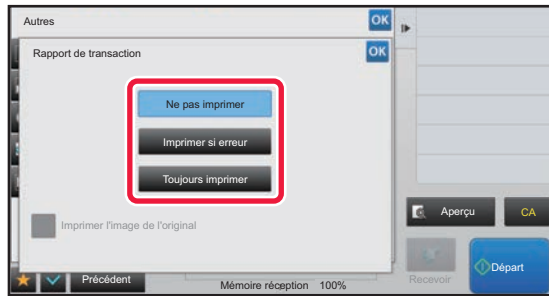 Autres
OK
Rapport de transaction
OK
Ne pas imprimer
Imprimer si erreur
Toujours imprimer
Imprimer l'image de l'original
Aperçu
CA
Précédent
Mémoire réception 100%
Recevoir
Départ